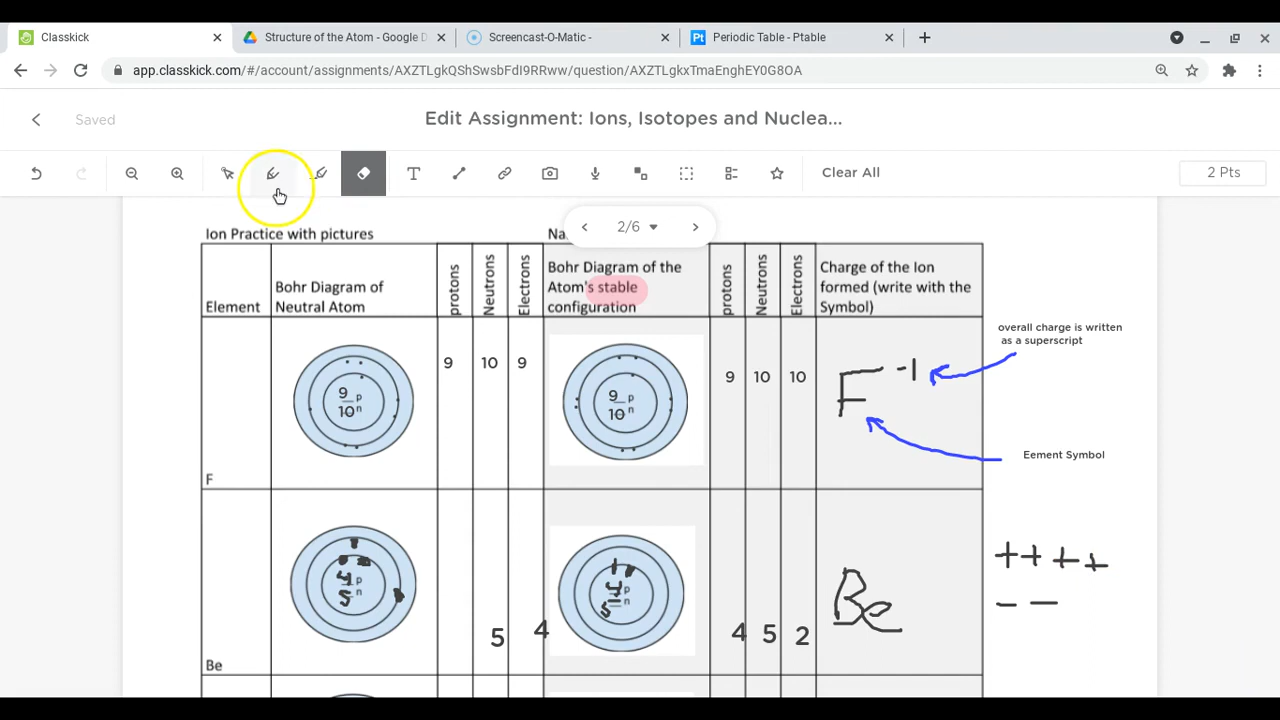 Classkick
Structure of the Atom - Google D
Screencast-O-Matic -
Periodic Table - Ptable
app.classkick.com/#/account/assignments/AXZTLgkQShSwsbFdI9RRww/question/AXZTLgkxTmaEnghEY0G8OA
Saved
Edit Assignment: Ions, Isotopes and Nuclea...
T
Clear All
2 Pts
2/6
Ion Practice with pictures
Element
Bohr Diagram of Neutral Atom
protons
Neutrons
Electrons
Bohr Diagram of the Atom's stable configuration
protons
Neutrons
Electrons
Charge of the Ion formed (write with the Symbol)
overall charge is written
as a superscript
F
9 p
10 n
9
10
9
9 p
10 n
9
10
10
F -1
Eement Symbol
Be
4 p
5 n
5
4
4 p
5 n
4
5
2
Be
+ + + +
- -